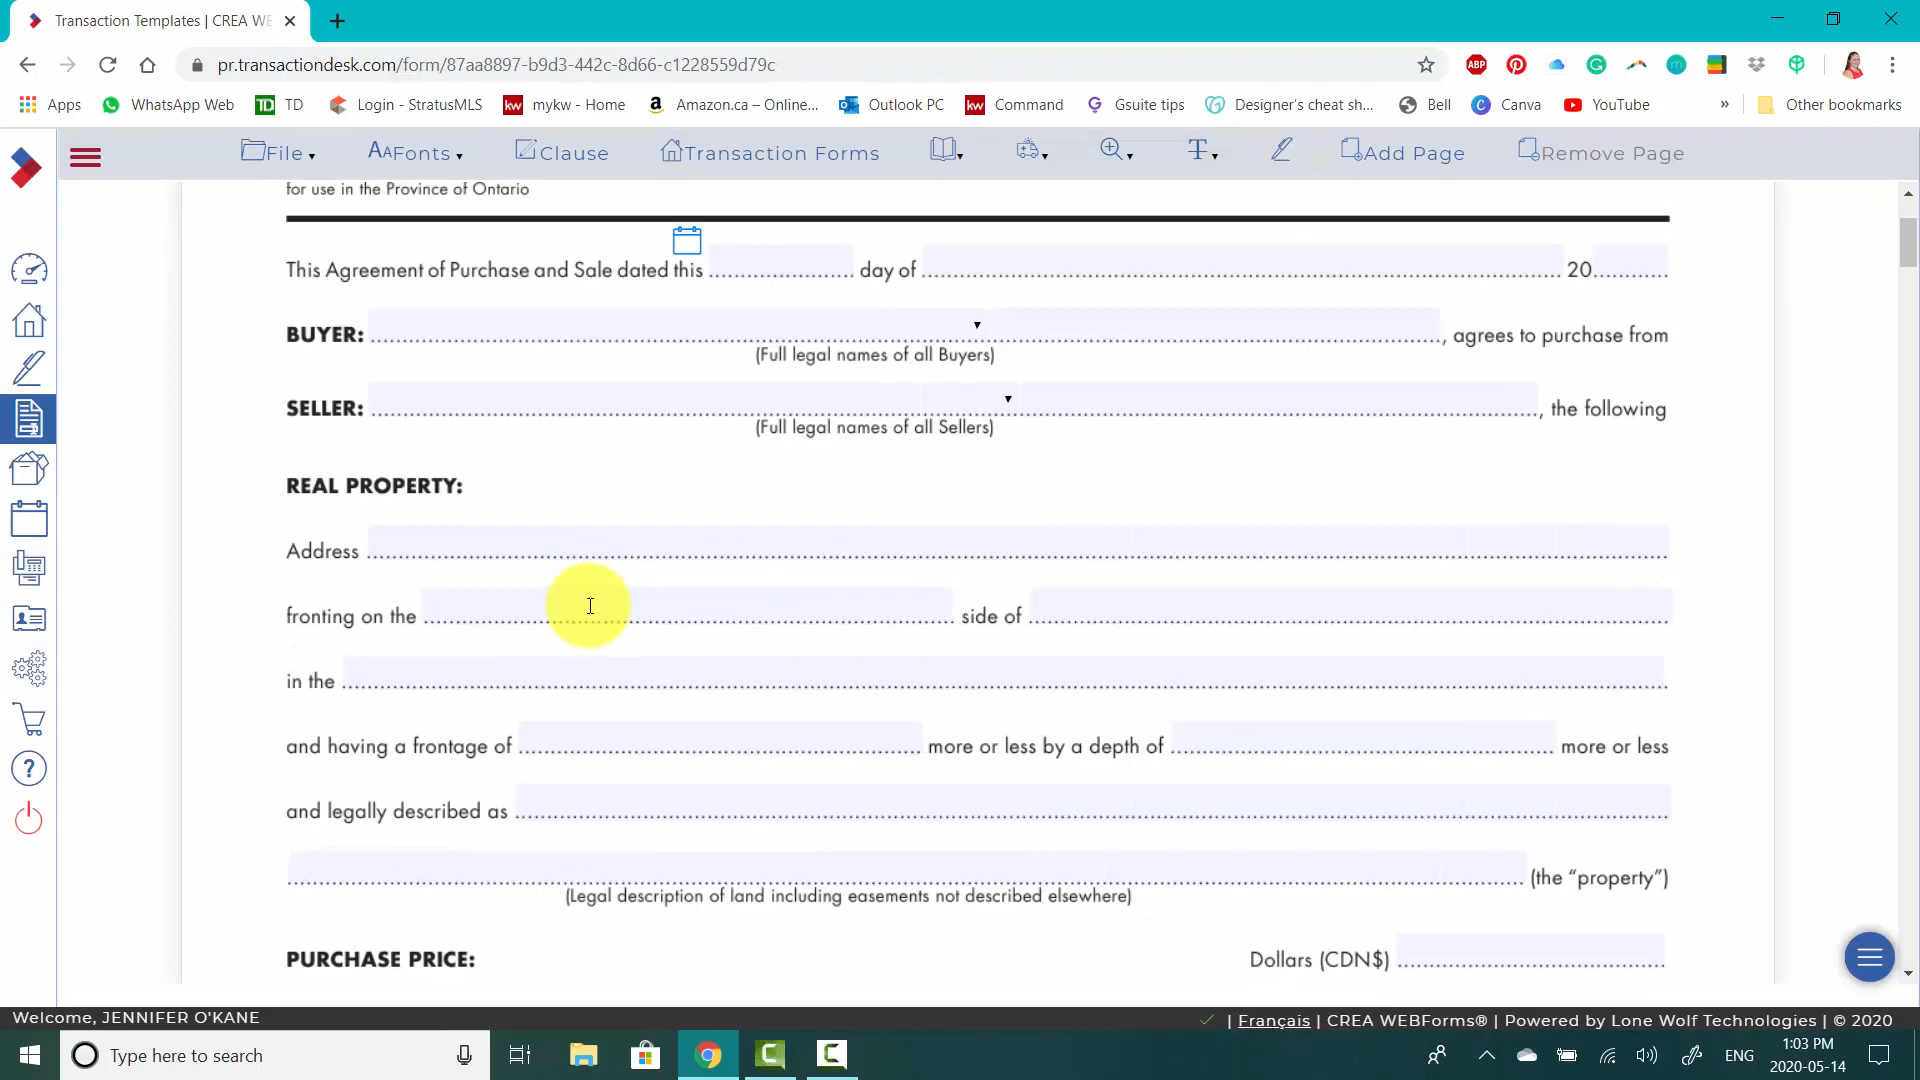 Transaction Templates | CREA WE
pr.transactiondesk.com/form/87aa8897-b9d3-442c-8d66-c1228559d79c
ABP
Apps WhatsApp Web TD TD Login - StratusMLS kw mykw - Home Amazon.ca – Online... Outlook PC kw Command Gsuite tips Designer's cheat sh... Bell Canva YouTube » Other bookmarks
File Fonts Clause Transaction Forms Add Page Remove Page
for use in the Province of Ontario
This Agreement of Purchase and Sale dated this day of 20
BUYER: , agrees to purchase from
(Full legal names of all Buyers)
SELLER: , the following
(Full legal names of all Sellers)
REAL PROPERTY:
Address
fronting on the side of
in the
and having a frontage of more or less by a depth of more or less
and legally described as
(the “property”)
(Legal description of land including easements not described elsewhere)
PURCHASE PRICE: Dollars (CDN$)
Welcome, JENNIFER O'KANE | Français | CREA WEBForms® | Powered by Lone Wolf Technologies | © 2020
Type here to search ENG 1:03 PM
2020-05-14